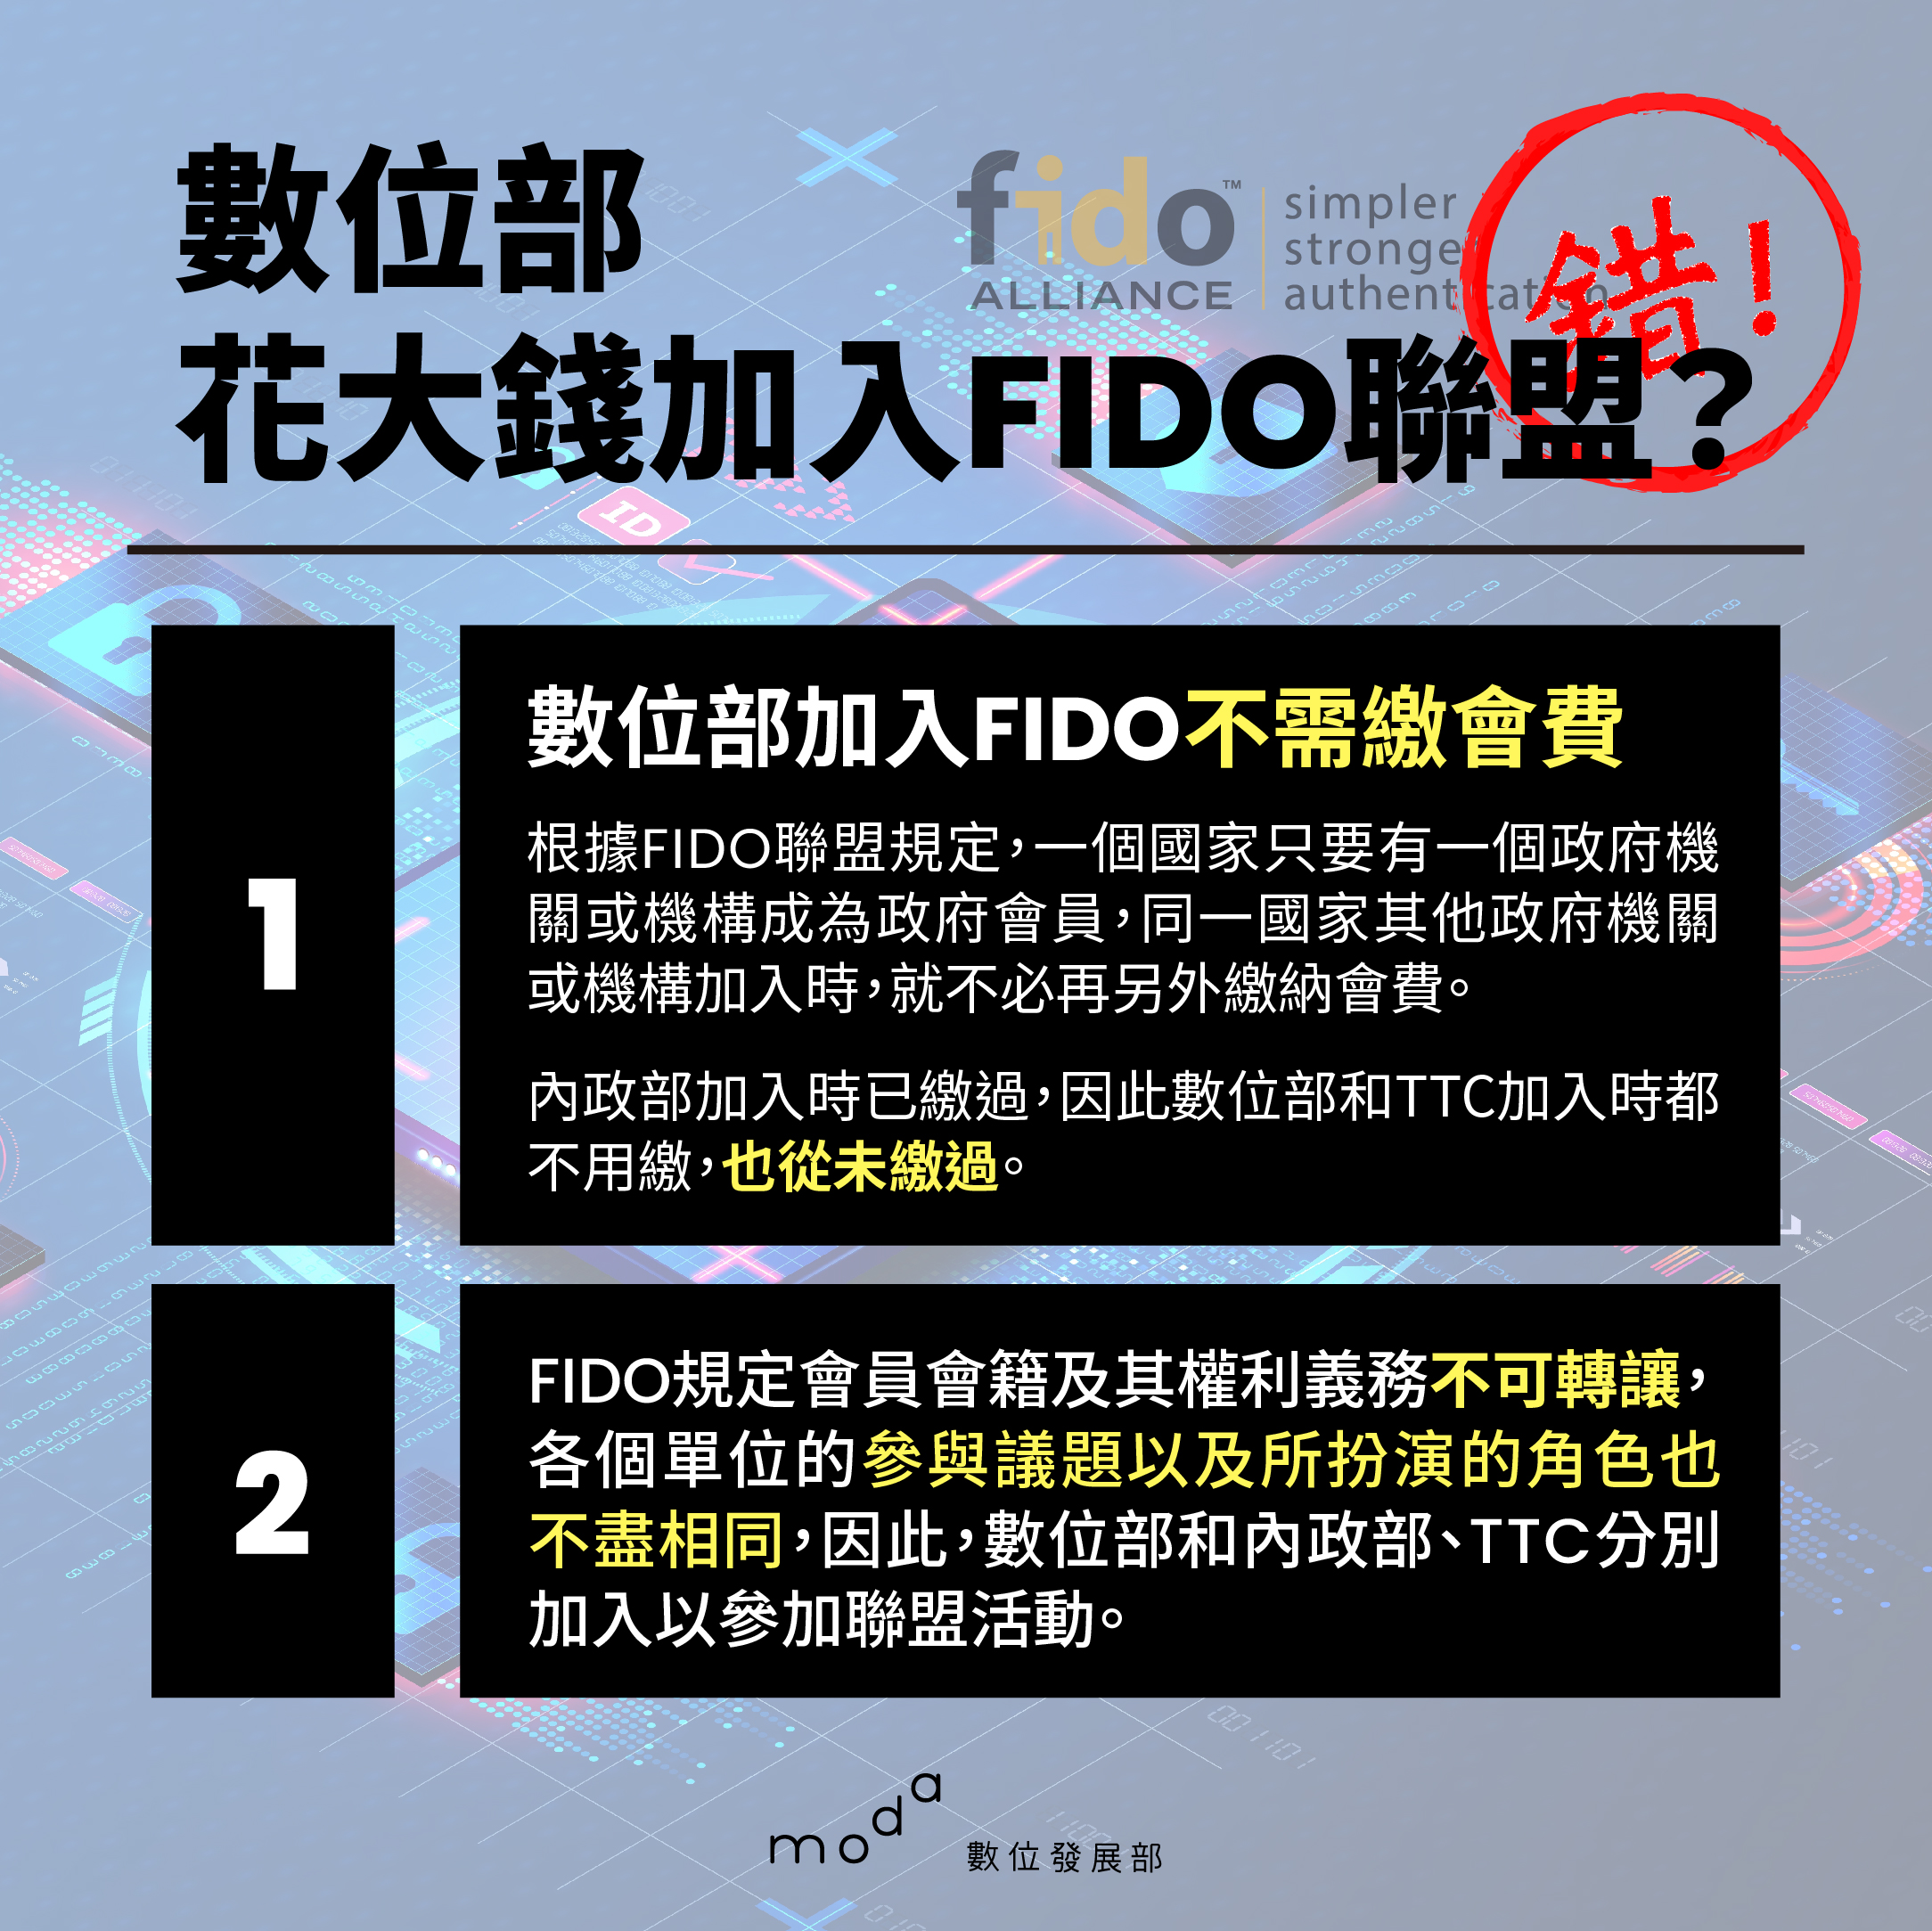 數位部
fido™
ALLIANCE
simpler
stronger
authentication
錯!
花大錢加入FIDO聯盟？
ID
1
數位部加入FIDO不需繳會費
根據FIDO聯盟規定，一個國家只要有一個政府機
關或機構成為政府會員，同一國家其他政府機關
或機構加入時，就不必再另外繳納會費。
內政部加入時已繳過，因此數位部和TTC加入時都
不用繳，也從未繳過。
2
FIDO規定會員會籍及其權利義務不可轉讓，
各個單位的參與議題以及所扮演的角色也
不盡相同，因此，數位部和內政部、TTC分別
加入以參加聯盟活動。
moda
數位發展部